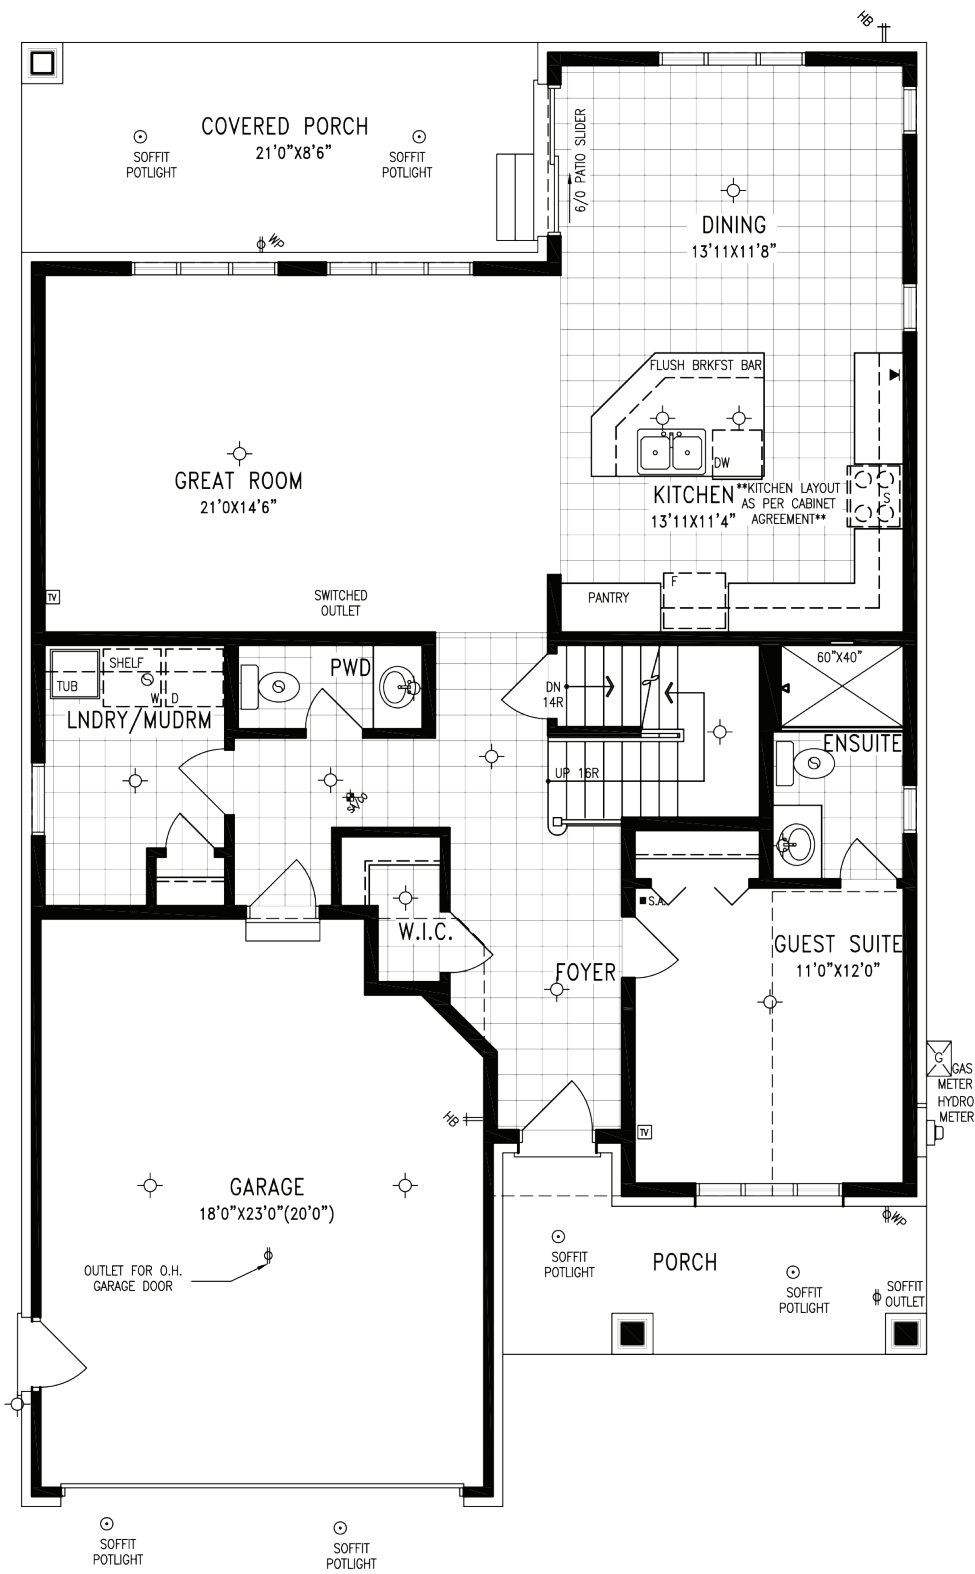 HB
COVERED PORCH
21'0"X8'6"
SOFFIT
POTLIGHT
SOFFIT
POTLIGHT
6/0 PATIO SLIDER
WP
DINING
13'11X11'8"
FLUSH BRKFST BAR
DW
KITCHEN
13'11X11'4"
**KITCHEN LAYOUT
AS PER CABINET
AGREEMENT**
S
GREAT ROOM
21'0X14'6"
TV
SWITCHED
OUTLET
PANTRY
F
TUB
SHELF
W
D
LNDRY/MUDRM
PWD
DN
14R
UP 16R
60"X40"
ENSUITE
W.I.C.
S.A.
GUEST SUITE
11'0"X12'0"
FOYER
G
GAS
METER
HYDRO
METER
HB
TV
GARAGE
18'0"X23'0"(20'0")
OUTLET FOR O.H.
GARAGE DOOR
WP
PORCH
SOFFIT
POTLIGHT
SOFFIT
POTLIGHT
SOFFIT
OUTLET
SOFFIT
POTLIGHT
SOFFIT
POTLIGHT